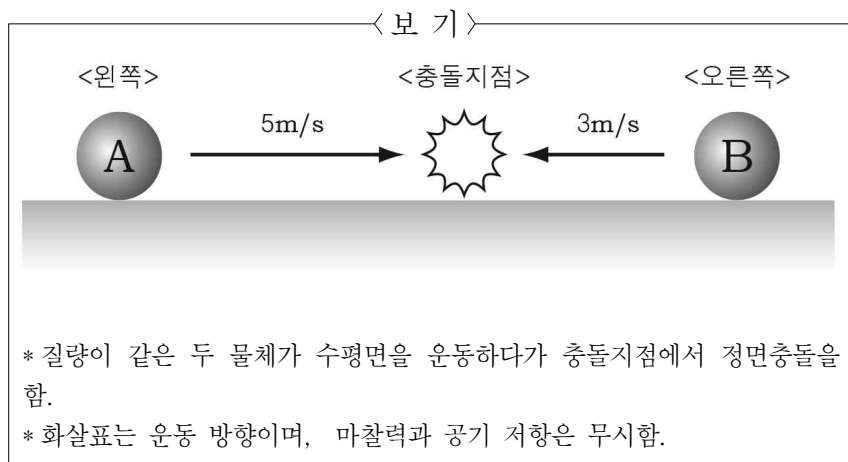 〈보 기〉
<왼쪽> <충돌지점> <오른쪽>
5m/s 3m/s
A B
* 질량이 같은 두 물체가 수평면을 운동하다가 충돌지점에서 정면충돌을
함.
* 화살표는 운동 방향이며, 마찰력과 공기 저항은 무시함.